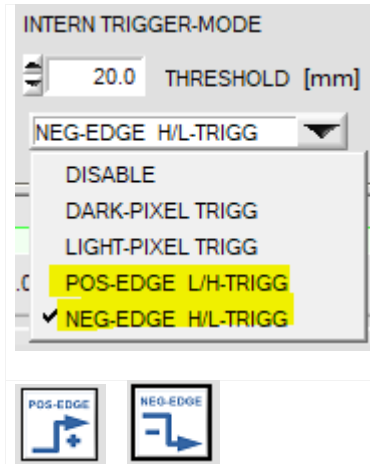 INTERN TRIGGER-MODE
20.0 THRESHOLD [mm]
NEG-EDGE H/L-TRIGG
DISABLE
DARK-PIXEL TRIGG
LIGHT-PIXEL TRIGG
.0
POS-EDGE L/H-TRIGG
NEG-EDGE H/L-TRIGG
POS-EDGE NEG-EDGE